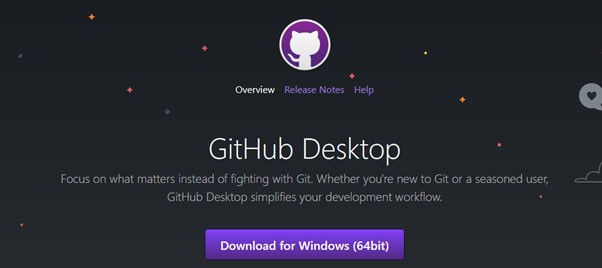 Overview Release Notes Help
GitHub Desktop
Focus on what matters instead of fighting with Git. Whether you're new to Git or a seasoned user,
GitHub Desktop simplifies your development workflow.
Download for Windows (64bit)